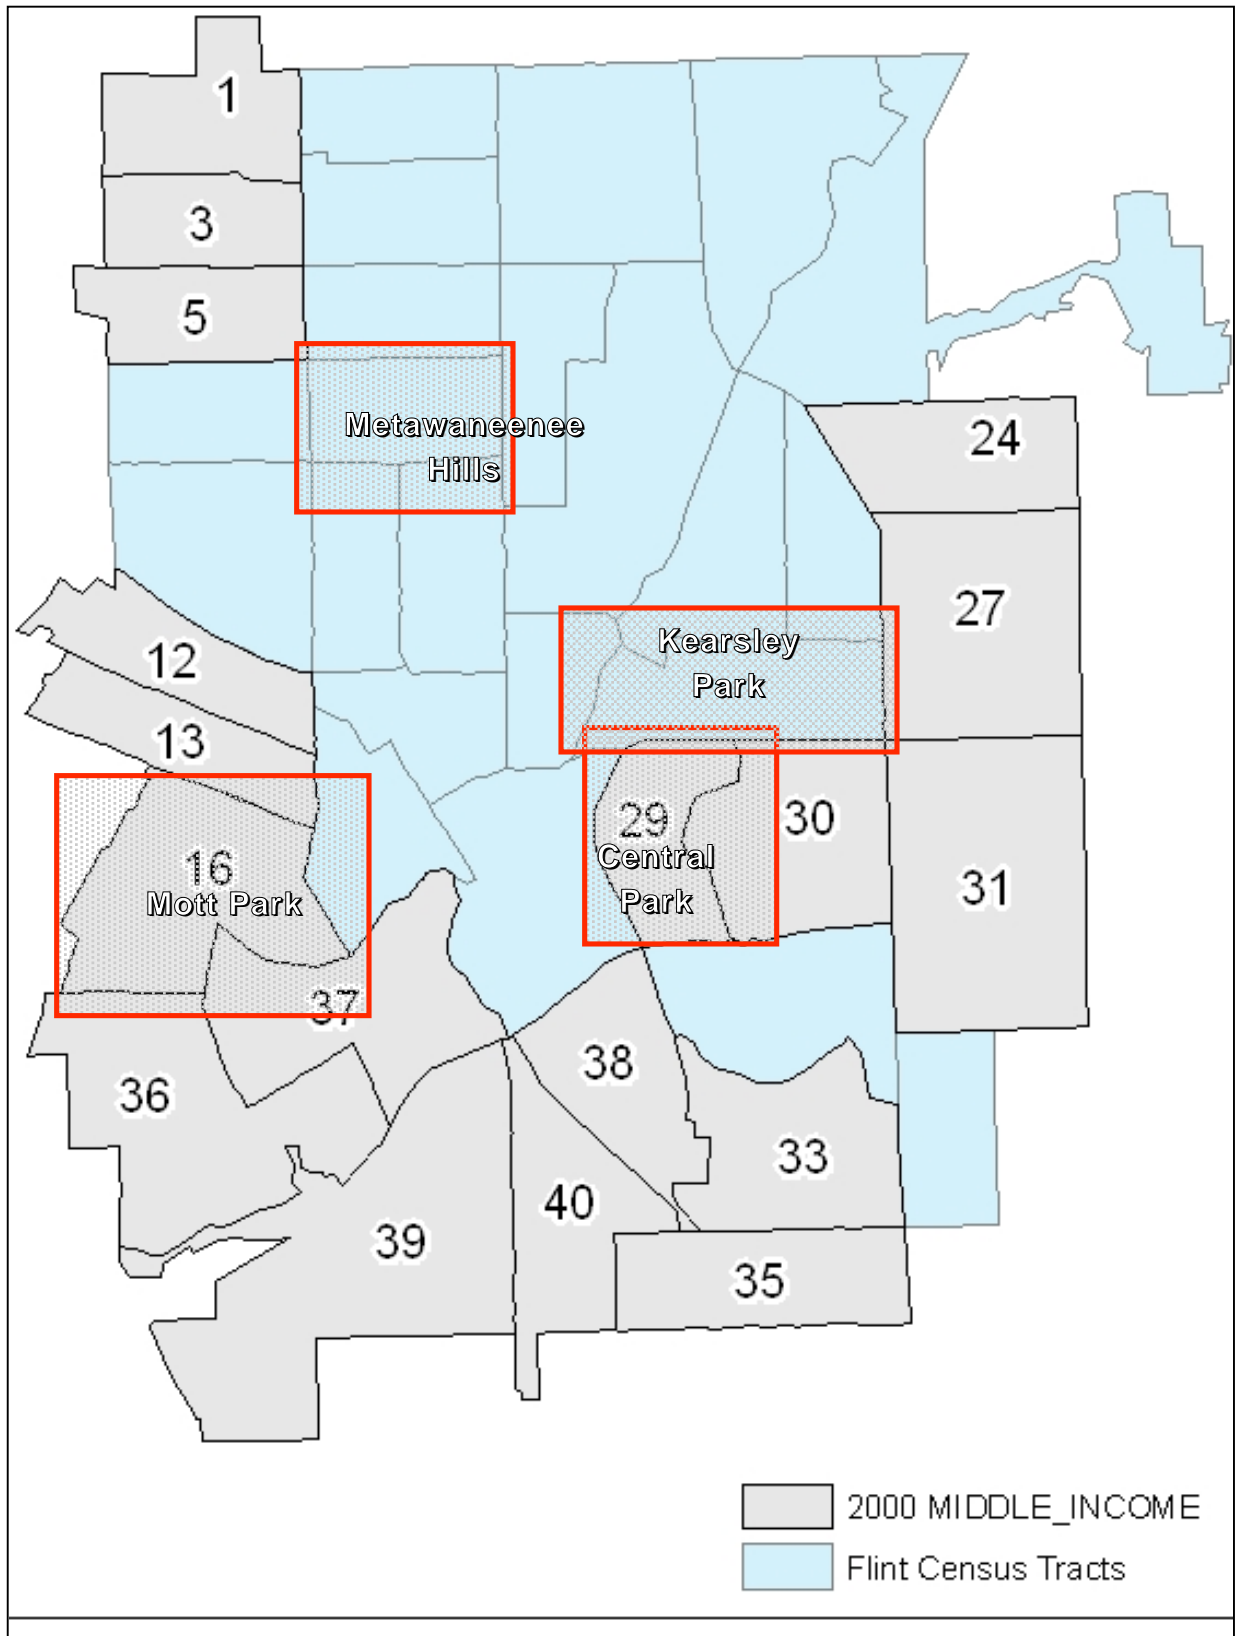 1
3
5
Metawaneenee
Hills
24
27
Kearsley
Park
12
13
29
30
Central
Park
31
16
Mott Park
37
38
36
33
40
39
35
2000 MIDDLE_INCOME
Flint Census Tracts